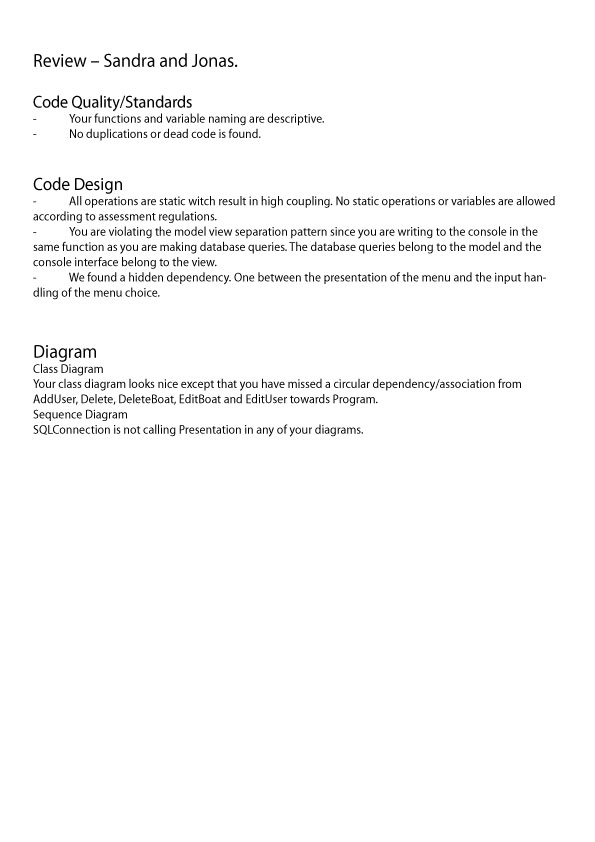 Review – Sandra and Jonas.
Code Quality/Standards
- Your functions and variable naming are descriptive.
- No duplications or dead code is found.
Code Design
- All operations are static witch result in high coupling. No static operations or variables are allowed
according to assessment regulations.
- You are violating the model view separation pattern since you are writing to the console in the
same function as you are making database queries. The database queries belong to the model and the
console interface belong to the view.
- We found a hidden dependency. One between the presentation of the menu and the input han-
dling of the menu choice.
Diagram
Class Diagram
Your class diagram looks nice except that you have missed a circular dependency/association from
AddUser, Delete, DeleteBoat, EditBoat and EditUser towards Program.
Sequence Diagram
SQLConnection is not calling Presentation in any of your diagrams.